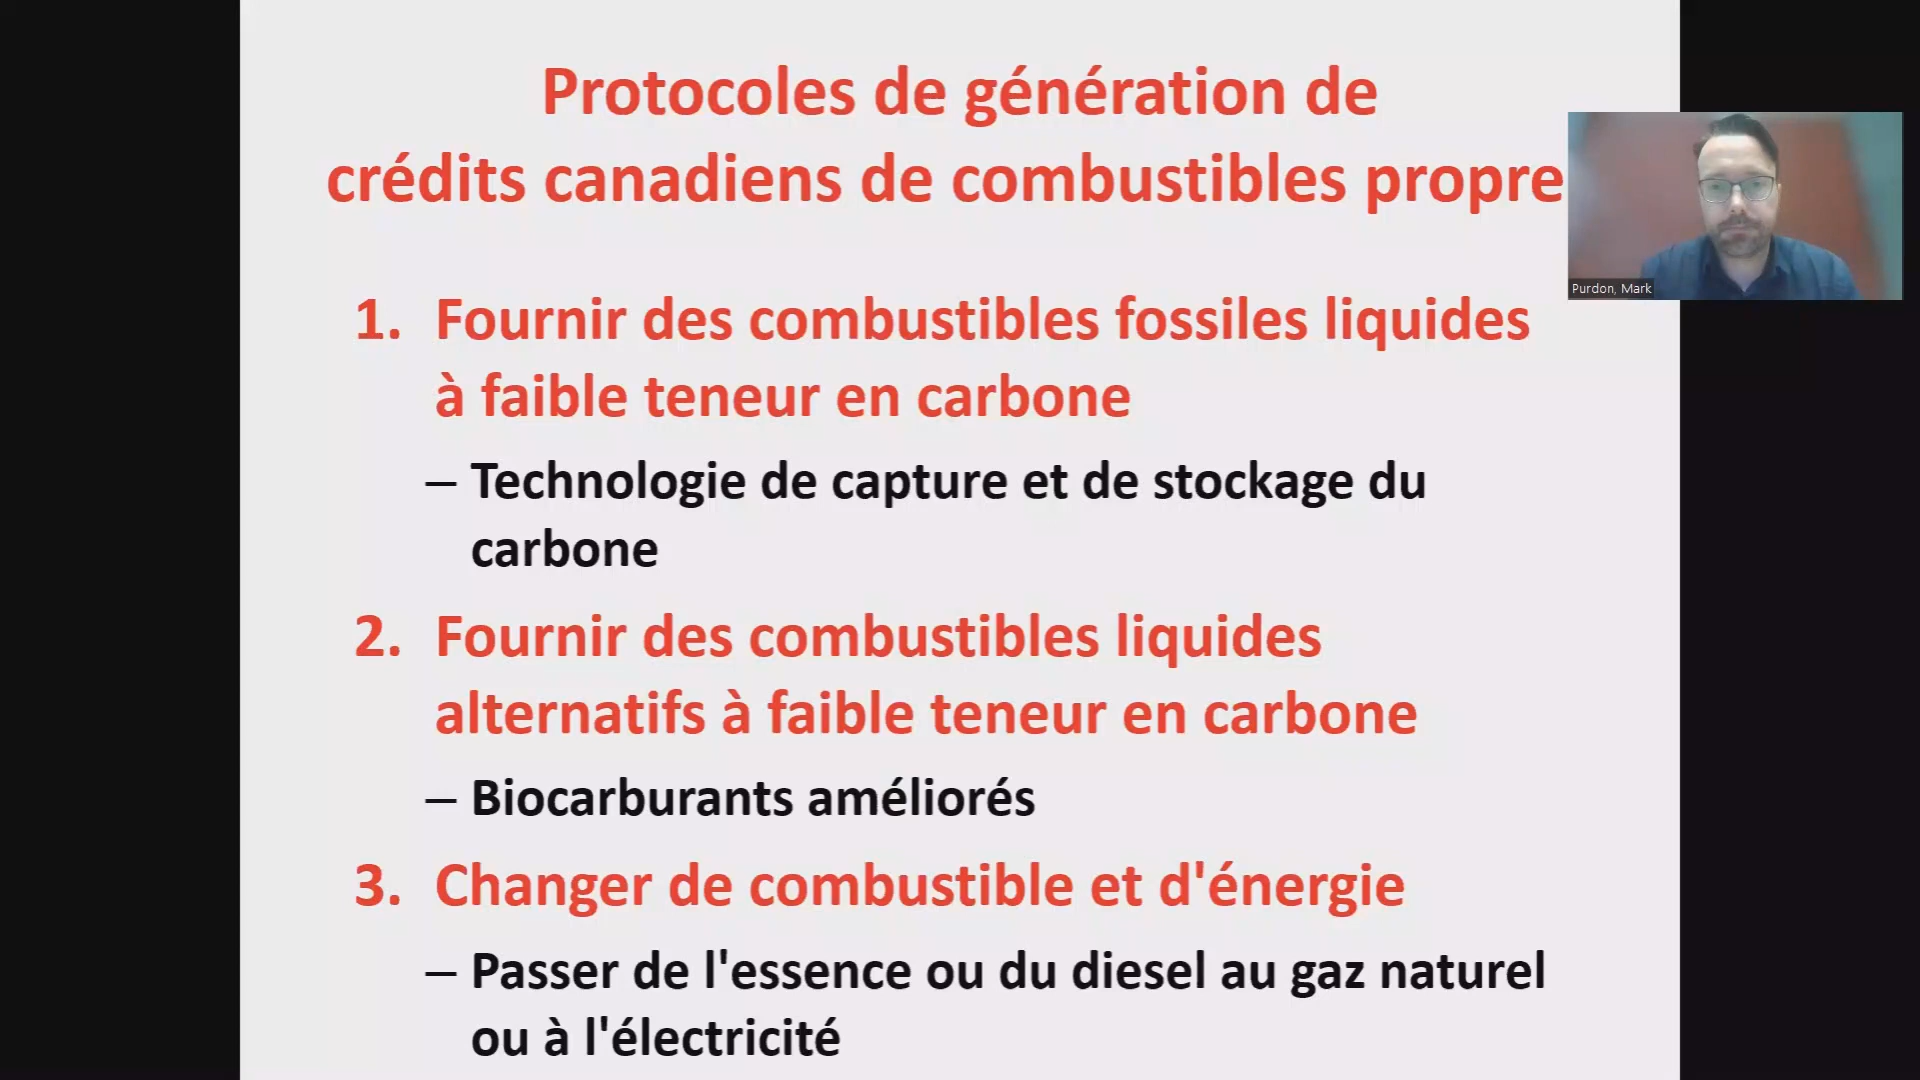 Protocoles de génération de
crédits canadiens de combustibles propre
Purdon, Mark
1. Fournir des combustibles fossiles liquides
à faible teneur en carbone
– Technologie de capture et de stockage du
carbone
2. Fournir des combustibles liquides
alternatifs à faible teneur en carbone
– Biocarburants améliorés
3. Changer de combustible et d'énergie
– Passer de l'essence ou du diesel au gaz naturel
ou à l'électricité